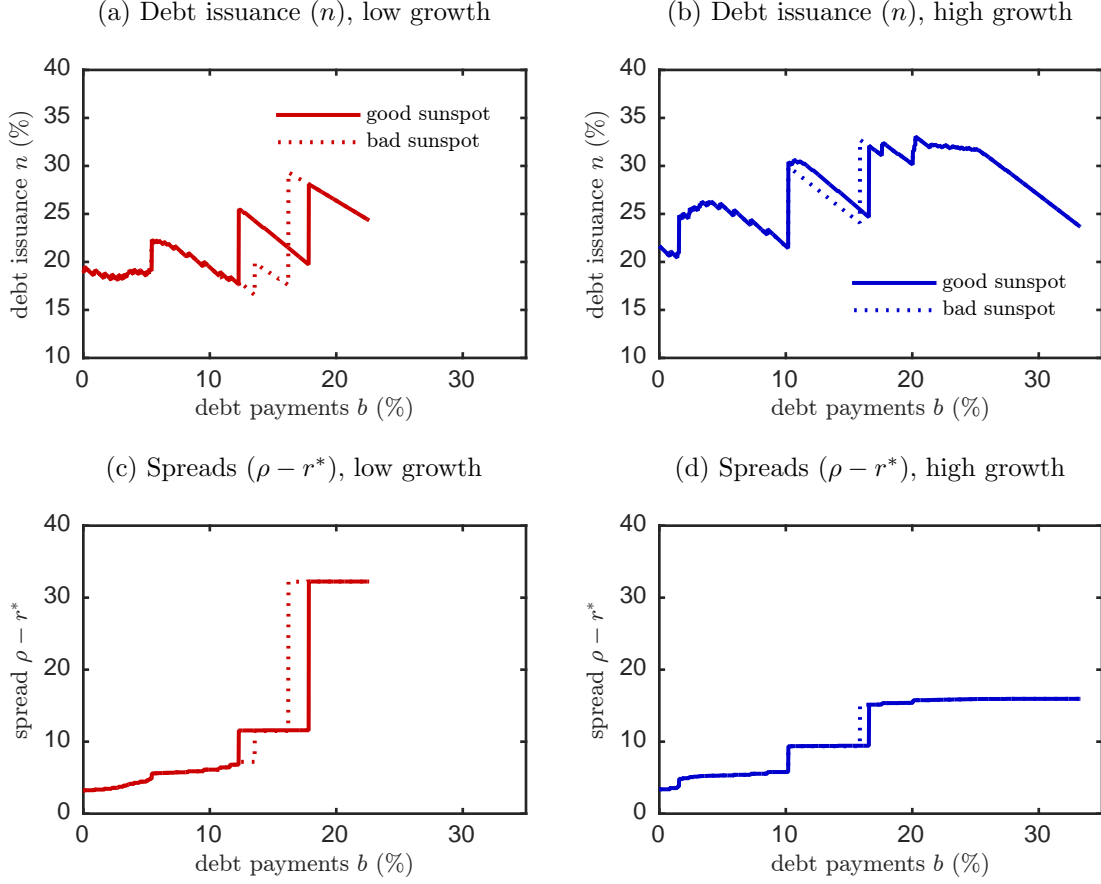 (a) Debt issuance (n), low growth
40
35
30
25
20
15
10
debt issuance n (%)
good sunspot
bad sunspot
0 10 20 30
debt payments b (%)
(b) Debt issuance (n), high growth
40
35
30
25
20
15
10
debt issuance n (%)
good sunspot
bad sunspot
0 10 20 30
debt payments b (%)
(c) Spreads (ρ − r*), low growth
40
30
20
10
0
spread ρ − r*
0 10 20 30
debt payments b (%)
(d) Spreads (ρ − r*), high growth
40
30
20
10
0
spread ρ − r*
0 10 20 30
debt payments b (%)